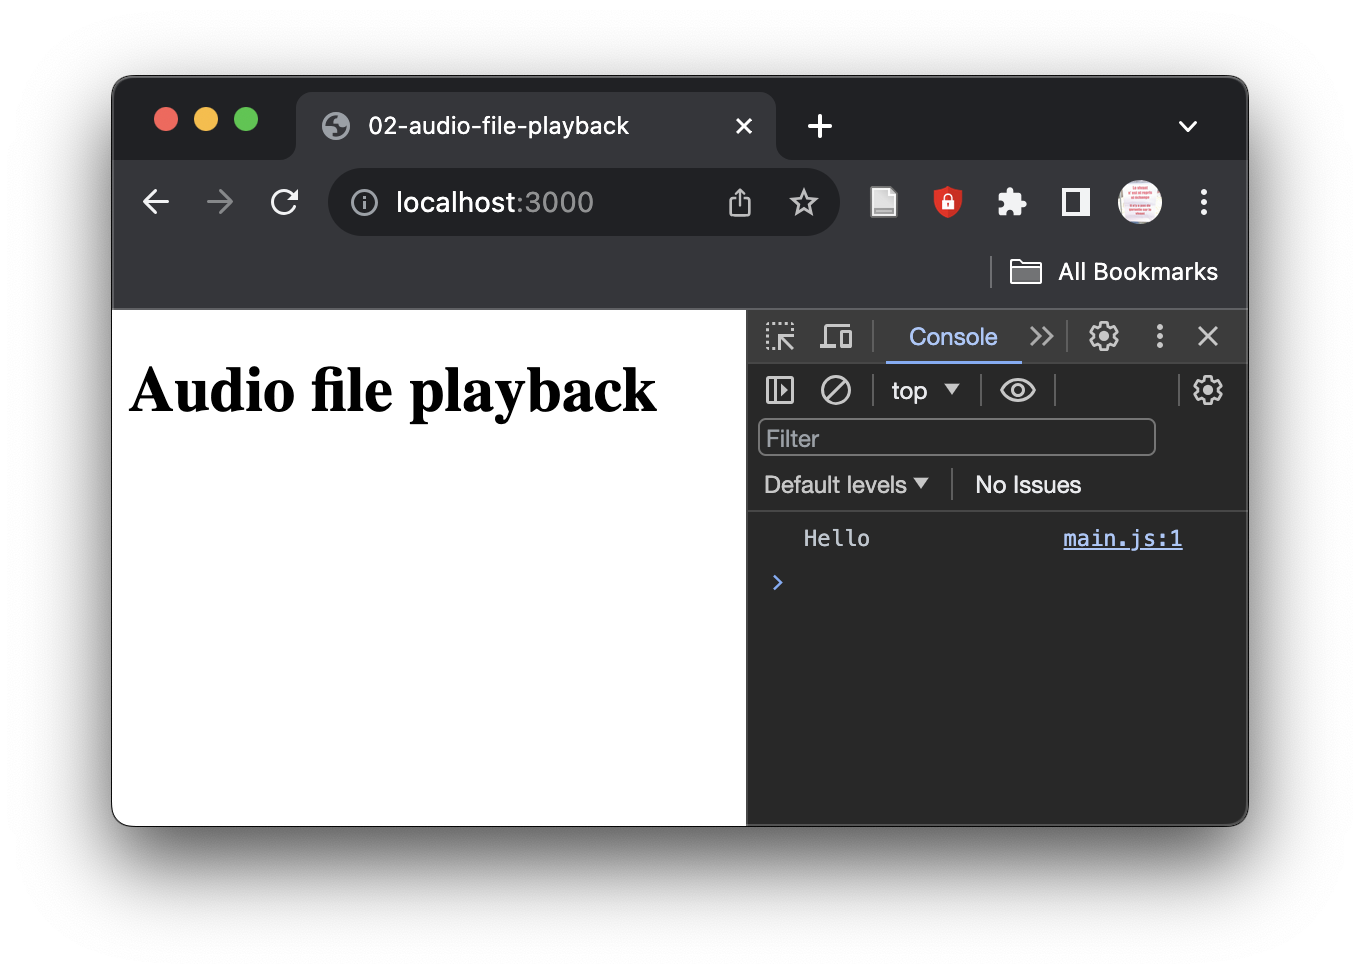 02-audio-file-playback
localhost:3000
All Bookmarks
Audio file playback
Console
top
Filter
Default levels
No Issues
Hello main.js:1